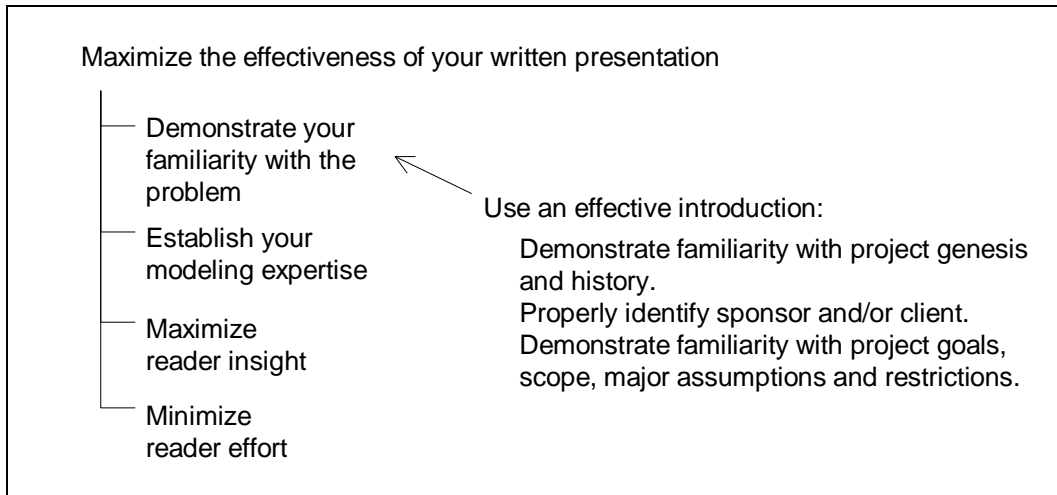 Maximize the effectiveness of your written presentation
Demonstrate your
familiarity with the
problem
Establish your
modeling expertise
Maximize
reader insight
Minimize
reader effort
Use an effective introduction:
Demonstrate familiarity with project genesis
and history.
Properly identify sponsor and/or client.
Demonstrate familiarity with project goals,
scope, major assumptions and restrictions.